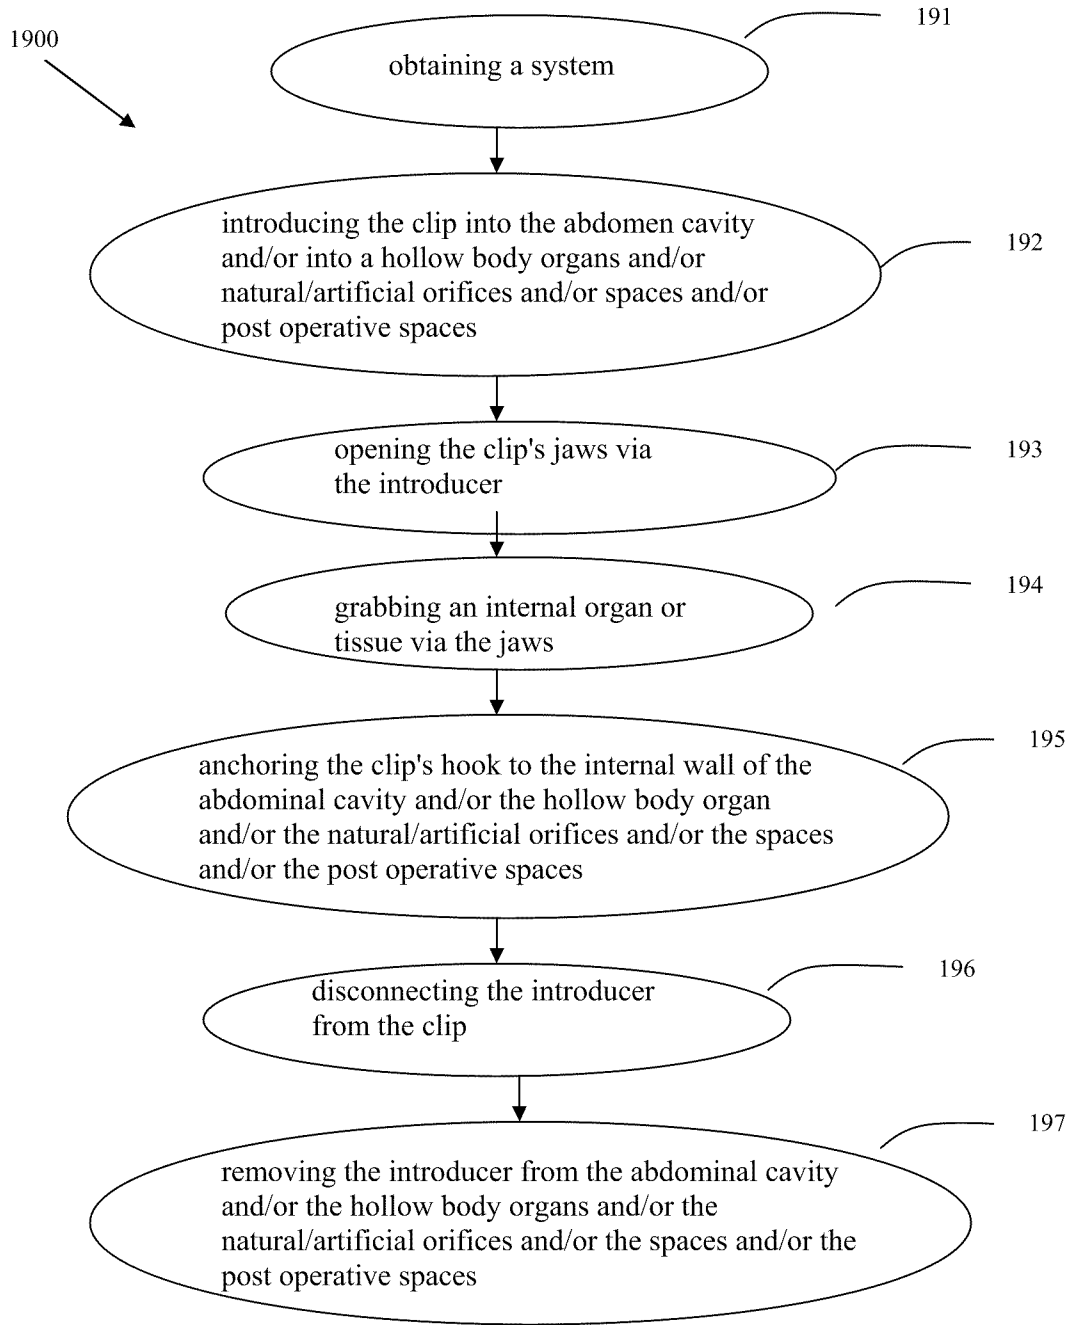 1900
191
obtaining a system
introducing the clip into the abdomen cavity
and/or into a hollow body organs and/or
natural/artificial orifices and/or spaces and/or
post operative spaces
192
opening the clip's jaws via
the introducer
193
grabbing an internal organ or
tissue via the jaws
194
anchoring the clip's hook to the internal wall of the
abdominal cavity and/or the hollow body organ
and/or the natural/artificial orifices and/or the spaces
and/or the post operative spaces
195
disconnecting the introducer
from the clip
196
removing the introducer from the abdominal cavity
and/or the hollow body organs and/or the
natural/artificial orifices and/or the spaces and/or the
post operative spaces
197